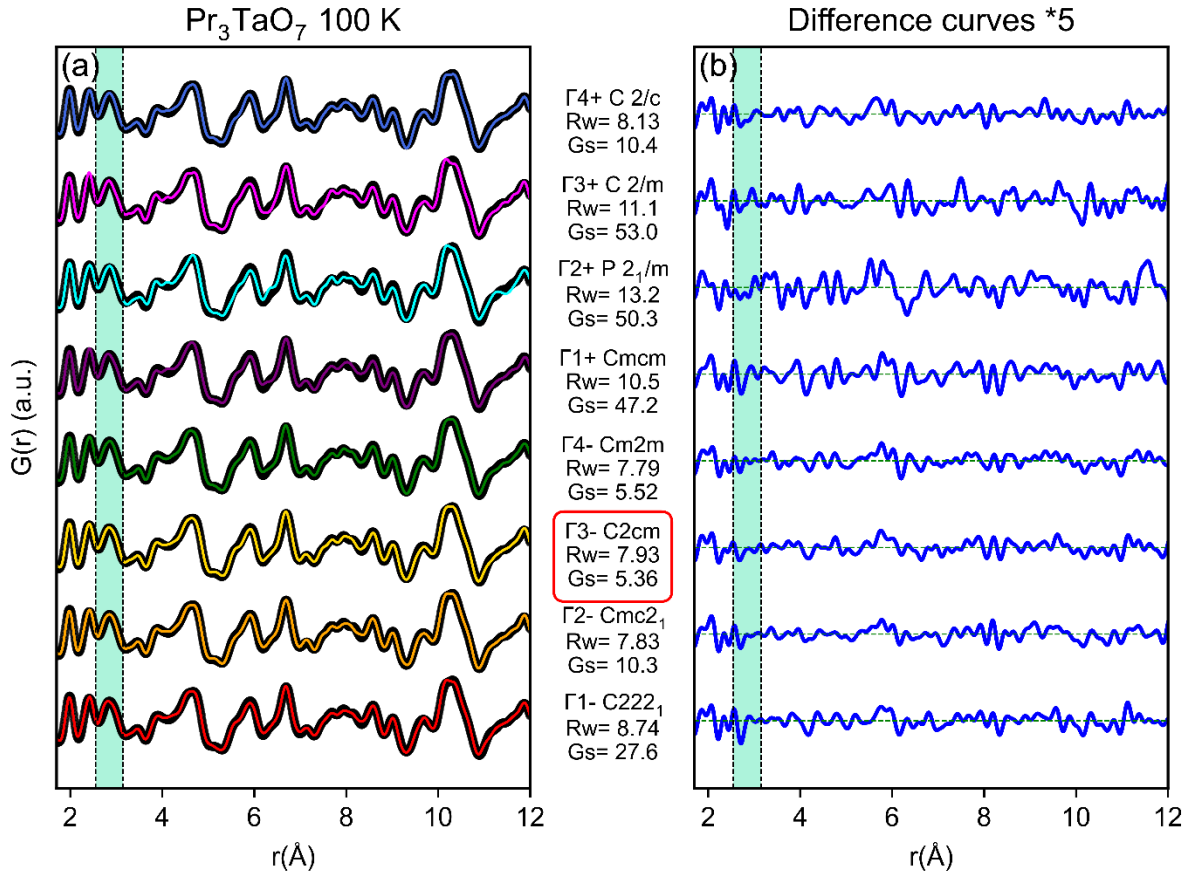 Pr₃TaO₇ 100 K
Difference curves *5
(a)
(b)
G(r) (a.u.)
Γ4+ C 2/c
Rw= 8.13
Gs= 10.4
Γ3+ C 2/m
Rw= 11.1
Gs= 53.0
Γ2+ P 2₁/m
Rw= 13.2
Gs= 50.3
Γ1+ Cmcm
Rw= 10.5
Gs= 47.2
Γ4- Cm2m
Rw= 7.79
Gs= 5.52
Γ3- C2cm
Rw= 7.93
Gs= 5.36
Γ2- Cmc2₁
Rw= 7.83
Gs= 10.3
Γ1- C222₁
Rw= 8.74
Gs= 27.6
2 4 6 8 10 12
r(Å)
2 4 6 8 10 12
r(Å)